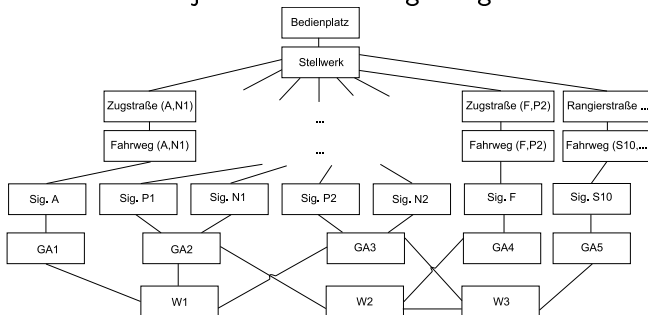 Bedienplatz
Stellwerk
Zugstraße (A,N1)
Zugstraße (F,P2)
Rangierstraße ...
...
Fahrweg (A,N1)
Fahrweg (F,P2)
Fahrweg (S10,...
...
Sig. A
Sig. P1
Sig. N1
Sig. P2
Sig. N2
Sig. F
Sig. S10
GA1
GA2
GA3
GA4
GA5
W1
W2
W3